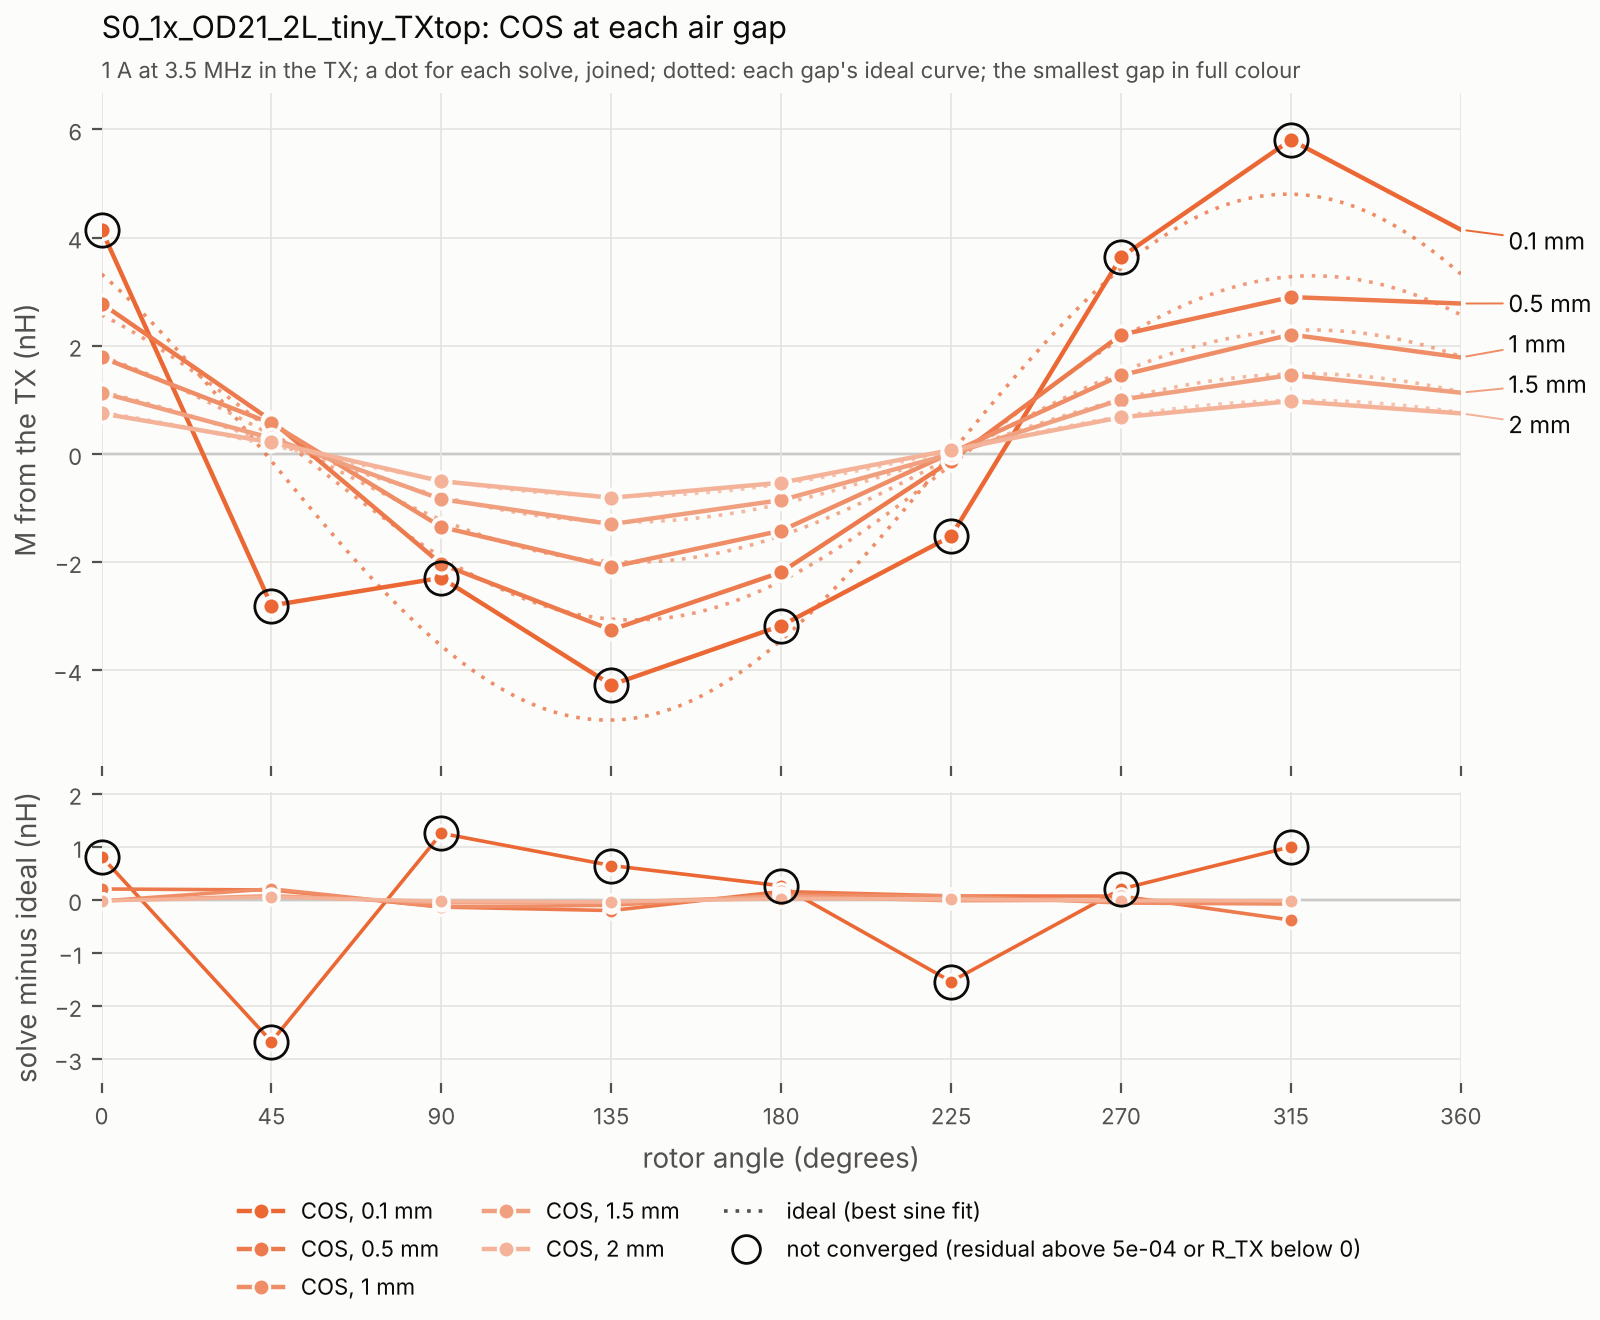 S0_1x_OD21_2L_tiny_TXtop: COS at each air gap
1 A at 3.5 MHz in the TX; a dot for each solve, joined; dotted: each gap's ideal curve; the smallest gap in full colour
M from the TX (nH)
6
4
2
0
−2
−4
0.1 mm
0.5 mm
1 mm
1.5 mm
2 mm
solve minus ideal (nH)
2
1
0
−1
−2
−3
0 45 90 135 180 225 270 315 360
rotor angle (degrees)
COS, 0.1 mm COS, 1.5 mm ideal (best sine fit)
COS, 0.5 mm COS, 2 mm not converged (residual above 5e-04 or R_TX below 0)
COS, 1 mm